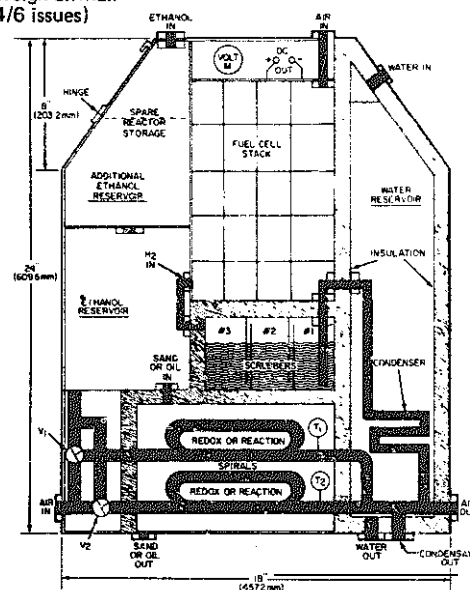 4/6 issues)
ETHANOL
IN
AIR
IN
VOLT
M
DC
+ -
OUT
WATER IN
HINGE
8"
(203.2mm)
SPARE
REACTOR
STORAGE
FUEL CELL
STACK
ADDITIONAL
ETHANOL
RESERVOIR
WATER
RESERVOIR
24"
(609.6mm)
H2
IN
INSULATION
ETHANOL
RESERVOIR
#3 #2 #1
SCRUBBERS
SAND
OR OIL
IN
CONDENSER
V1
REDOX OR REACTION
T1
SPIRALS
REDOX OR REACTION
T2
AIR
IN
V2
SAND
OR OIL
OUT
WATER
OUT
CONDENSAT
18"
(457.2mm)